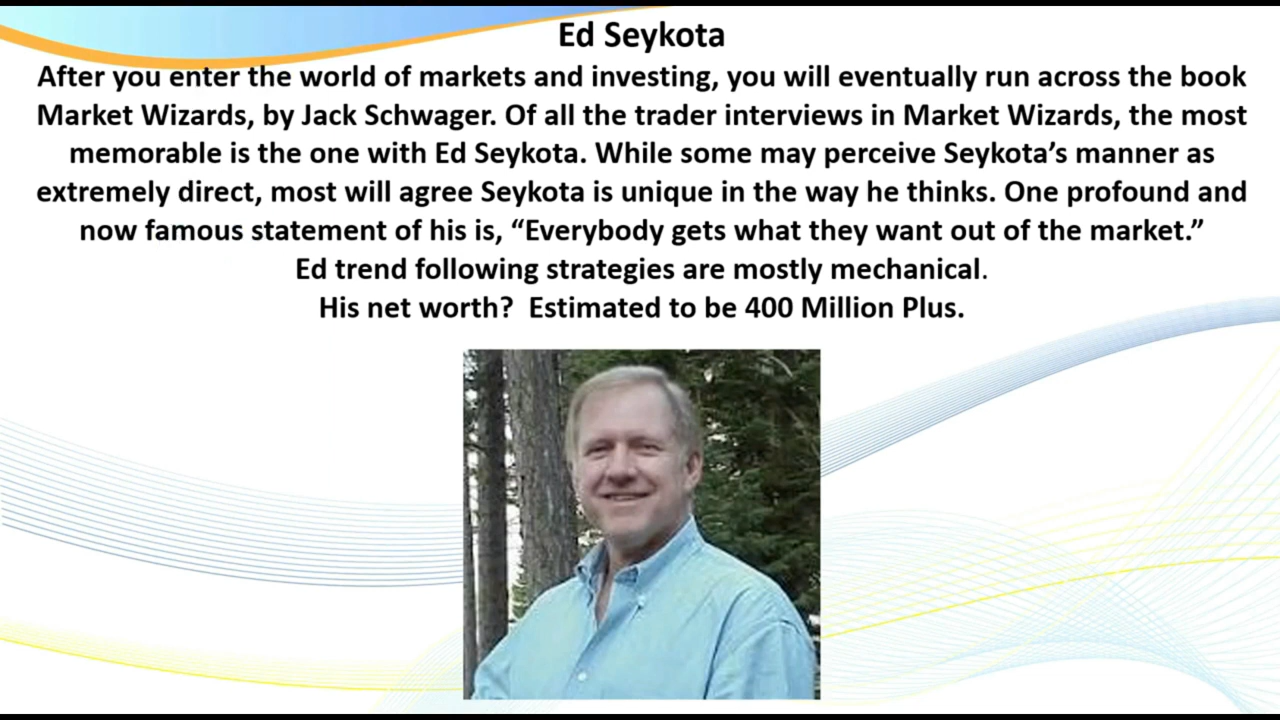 Ed Seykota
After you enter the world of markets and investing, you will eventually run across the book
Market Wizards, by Jack Schwager. Of all the trader interviews in Market Wizards, the most
memorable is the one with Ed Seykota. While some may perceive Seykota’s manner as
extremely direct, most will agree Seykota is unique in the way he thinks. One profound and
now famous statement of his is, “Everybody gets what they want out of the market.”
Ed trend following strategies are mostly mechanical.
His net worth?  Estimated to be 400 Million Plus.